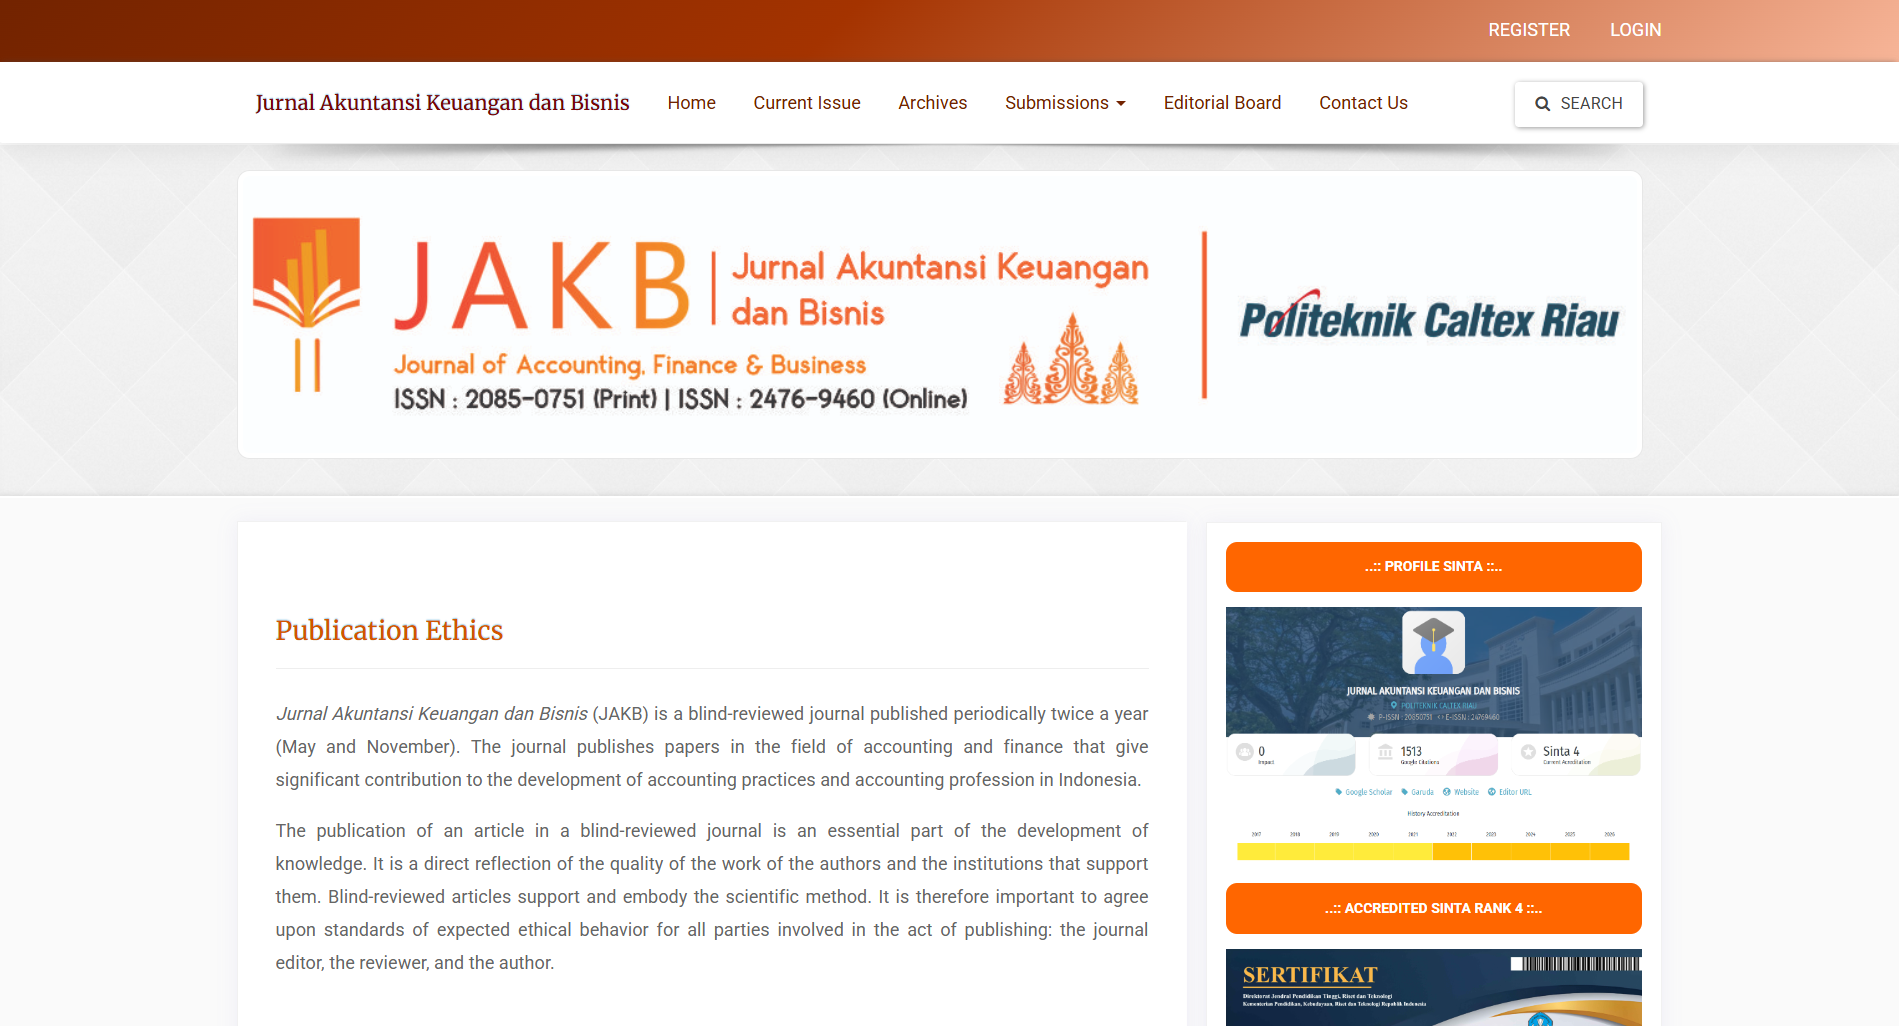 REGISTER LOGIN
Jurnal Akuntansi Keuangan dan Bisnis Home Current Issue Archives Submissions Editorial Board Contact Us SEARCH
JAKB Jurnal Akuntansi Keuangan
dan Bisnis
Journal of Accounting, Finance & Business
ISSN : 2085-0751 (Print) | ISSN : 2476-9460 (Online)
Politeknik Caltex Riau
Publication Ethics
Jurnal Akuntansi Keuangan dan Bisnis (JAKB) is a blind-reviewed journal published periodically twice a year
(May and November). The journal publishes papers in the field of accounting and finance that give
significant contribution to the development of accounting practices and accounting profession in Indonesia.
The publication of an article in a blind-reviewed journal is an essential part of the development of
knowledge. It is a direct reflection of the quality of the work of the authors and the institutions that support
them. Blind-reviewed articles support and embody the scientific method. It is therefore important to agree
upon standards of expected ethical behavior for all parties involved in the act of publishing: the journal
editor, the reviewer, and the author.
..:: PROFILE SINTA ::..
JURNAL AKUNTANSI KEUANGAN DAN BISNIS
POLITEKNIK CALTEX RIAU
P-ISSN : 20850751 <> E-ISSN : 24769460
0
Impact
1513
Google Citations
Sinta 4
Current Acreditation
Google Scholar Garuda Website Editor URL
History Accreditation
2017 2018 2019 2020 2021 2022 2023 2024 2025 2026
..:: ACCREDITED SINTA RANK 4 ::..
SERTIFIKAT
Direktorat Jendral Pendidikan Tinggi, Riset dan Teknologi
Kementerian Pendidikan, Kebudayaan, Riset dan Teknologi Republik Indonesia